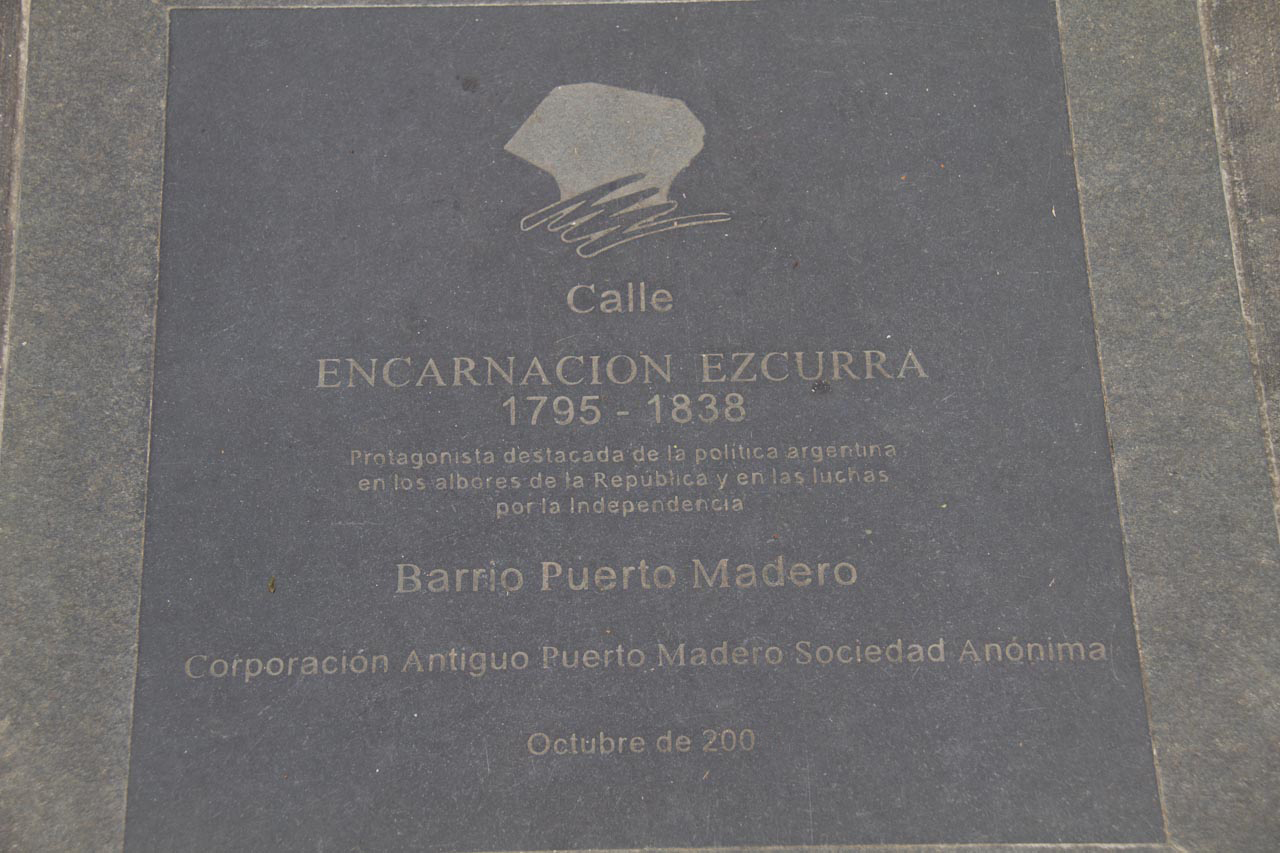 Calle
ENCARNACION EZCURRA
1795 - 1838
Protagonista destacada de la política argentina
en los albores de la República y en las luchas
por la Independencia
Barrio Puerto Madero
Corporación Antiguo Puerto Madero Sociedad Anónima
Octubre de 200